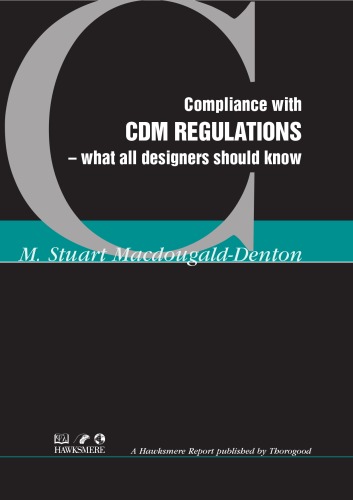 C
Compliance with
CDM REGULATIONS
– what all designers should know
M. Stuart Macdougald-Denton
HAWKSMERE
A Hawksmere Report published by Thorogood